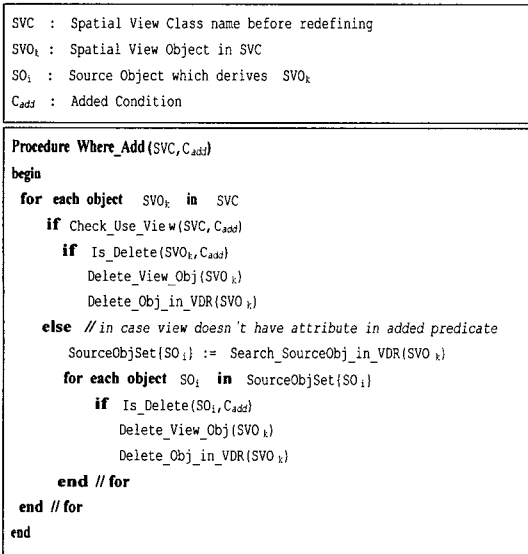 SVC : Spatial View Class name before redefining
SVOk : Spatial View Object in SVC
SOi : Source Object which derives SVOk
Cadd : Added Condition
Procedure Where_Add(SVC,Cadd)
begin
for each object SVOk in SVC
if Check_Use_View(SVC,Cadd)
if Is_Delete(SVOk,Cadd)
Delete_View_Obj(SVOk)
Delete_Obj_in_VDR(SVOk)
else //in case view doesn't have attribute in added predicate
SourceObjSet{SOi} := Search_SourceObj_in_VDR(SVOk)
for each object SOi in SourceObjSet{SOi}
if Is_Delete(SOi,Cadd)
Delete_View_Obj(SVOk)
Delete_Obj_in_VDR(SVOk)
end //for
end //for
end